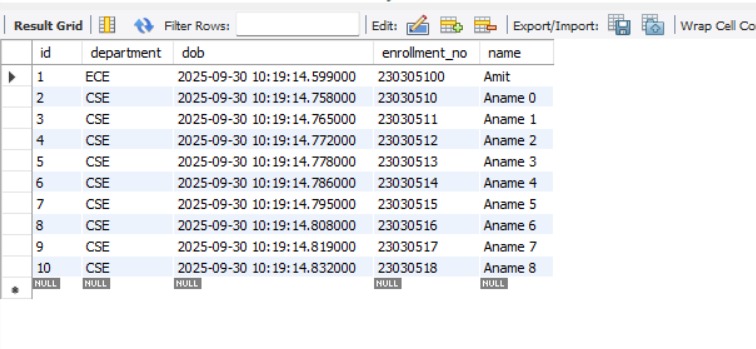 Result Grid Filter Rows: Edit: Export/Import: Wrap Cell Co
id department dob enrollment_no name
1 ECE 2025-09-30 10:19:14.599000 230305100 Amit
2 CSE 2025-09-30 10:19:14.758000 23030510 Aname 0
3 CSE 2025-09-30 10:19:14.765000 23030511 Aname 1
4 CSE 2025-09-30 10:19:14.772000 23030512 Aname 2
5 CSE 2025-09-30 10:19:14.778000 23030513 Aname 3
6 CSE 2025-09-30 10:19:14.786000 23030514 Aname 4
7 CSE 2025-09-30 10:19:14.795000 23030515 Aname 5
8 CSE 2025-09-30 10:19:14.808000 23030516 Aname 6
9 CSE 2025-09-30 10:19:14.819000 23030517 Aname 7
10 CSE 2025-09-30 10:19:14.832000 23030518 Aname 8
NULL NULL NULL NULL NULL